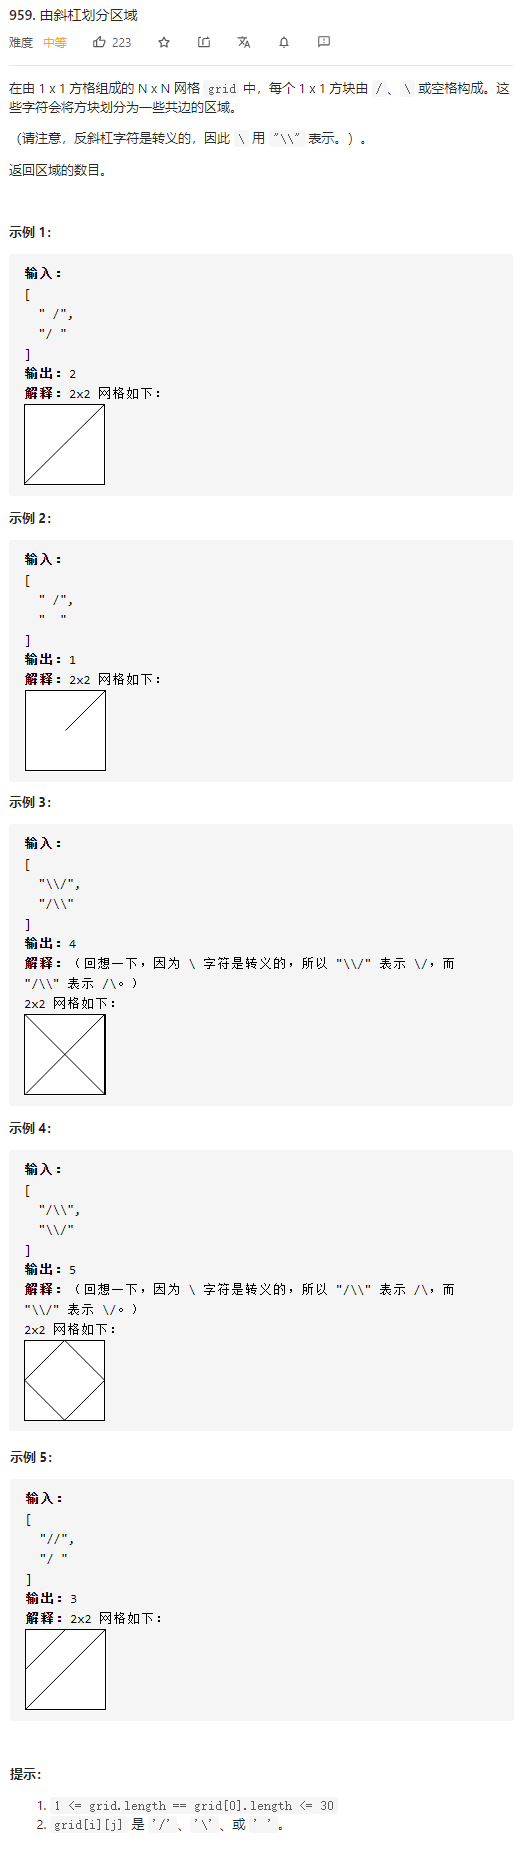 959. 由斜杠划分区域
难度 中等 223
在由 1 x 1 方格组成的 N x N 网格 grid 中，每个 1 x 1 方块由 /、\ 或空格构成。这
些字符会将方块划分为一些共边的区域。
（请注意，反斜杠字符是转义的，因此 \ 用 "\\" 表示。）。
返回区域的数目。
示例 1：
输入：
[
  " /",
  "/ "
]
输出：2
解释：2x2 网格如下：
示例 2：
输入：
[
  " /",
  "  "
]
输出：1
解释：2x2 网格如下：
示例 3：
输入：
[
  "\\/",
  "/\\"
]
输出：4
解释：（回想一下，因为 \ 字符是转义的，所以 "\\/" 表示 \/，而
"/\\" 表示 /\。）
2x2 网格如下：
示例 4：
输入：
[
  "/\\",
  "\\/"
]
输出：5
解释：（回想一下，因为 \ 字符是转义的，所以 "/\\" 表示 /\，而
"\\/" 表示 \/。）
2x2 网格如下：
示例 5：
输入：
[
  "//",
  "/ "
]
输出：3
解释：2x2 网格如下：
提示：
1. 1 <= grid.length == grid[0].length <= 30
2. grid[i][j] 是 '/'、'\'、或 ' '。